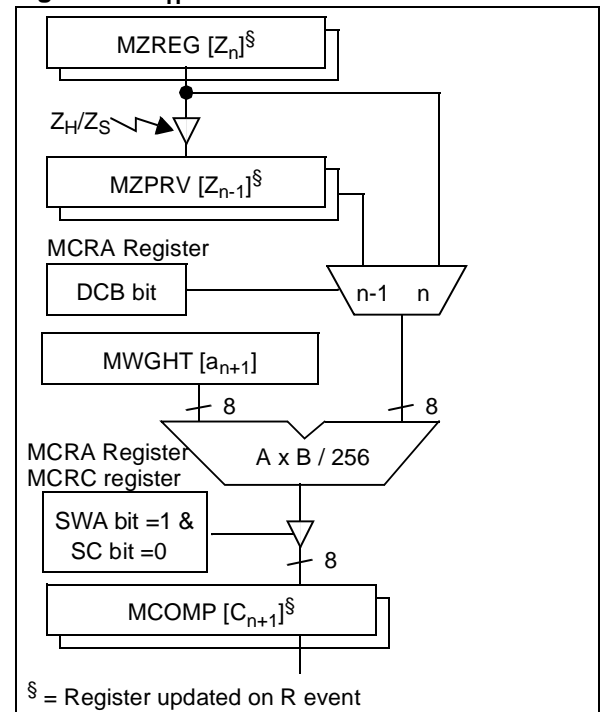 MZREG [Zn]§
ZH/ZS
MZPRV [Zn-1]§
MCRA Register
DCB bit
n-1 n
MWGHT [an+1]
8 8
MCRA Register
MCRC register
A x B / 256
SWA bit =1 &
SC bit =0
8
MCOMP [Cn+1]§
§ = Register updated on R event